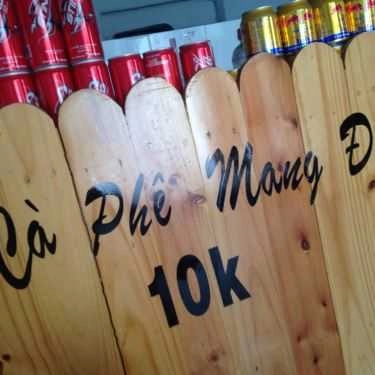 Cà Phê Mang Đ
10k